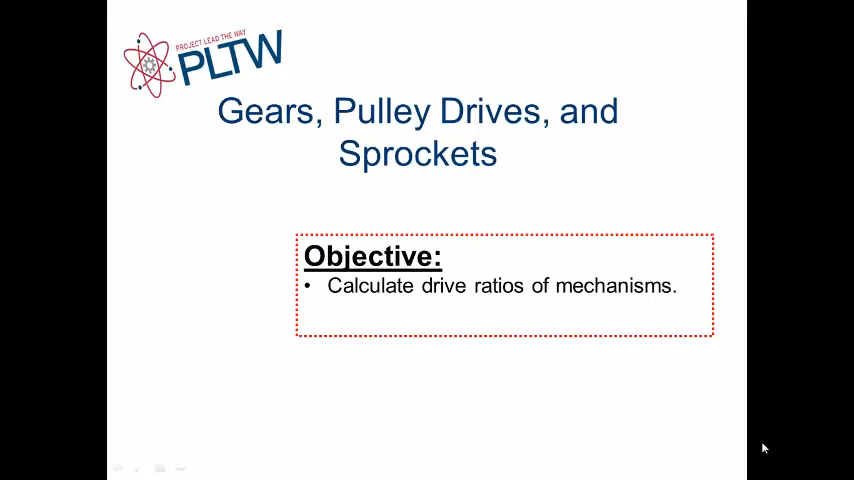 PROJECT LEAD THE WAY
PLTW
Gears, Pulley Drives, and
Sprockets
Objective:
• Calculate drive ratios of mechanisms.